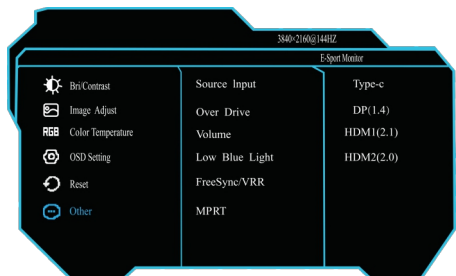 3840×2160@144HZ
E-Sport Monitor
Bri/Contrast
Image Adjust
RGB Color Temperature
OSD Setting
Reset
Other
Source Input
Over Drive
Volume
Low Blue Light
FreeSync/VRR
MPRT
Type-c
DP(1.4)
HDM1(2.1)
HDM2(2.0)